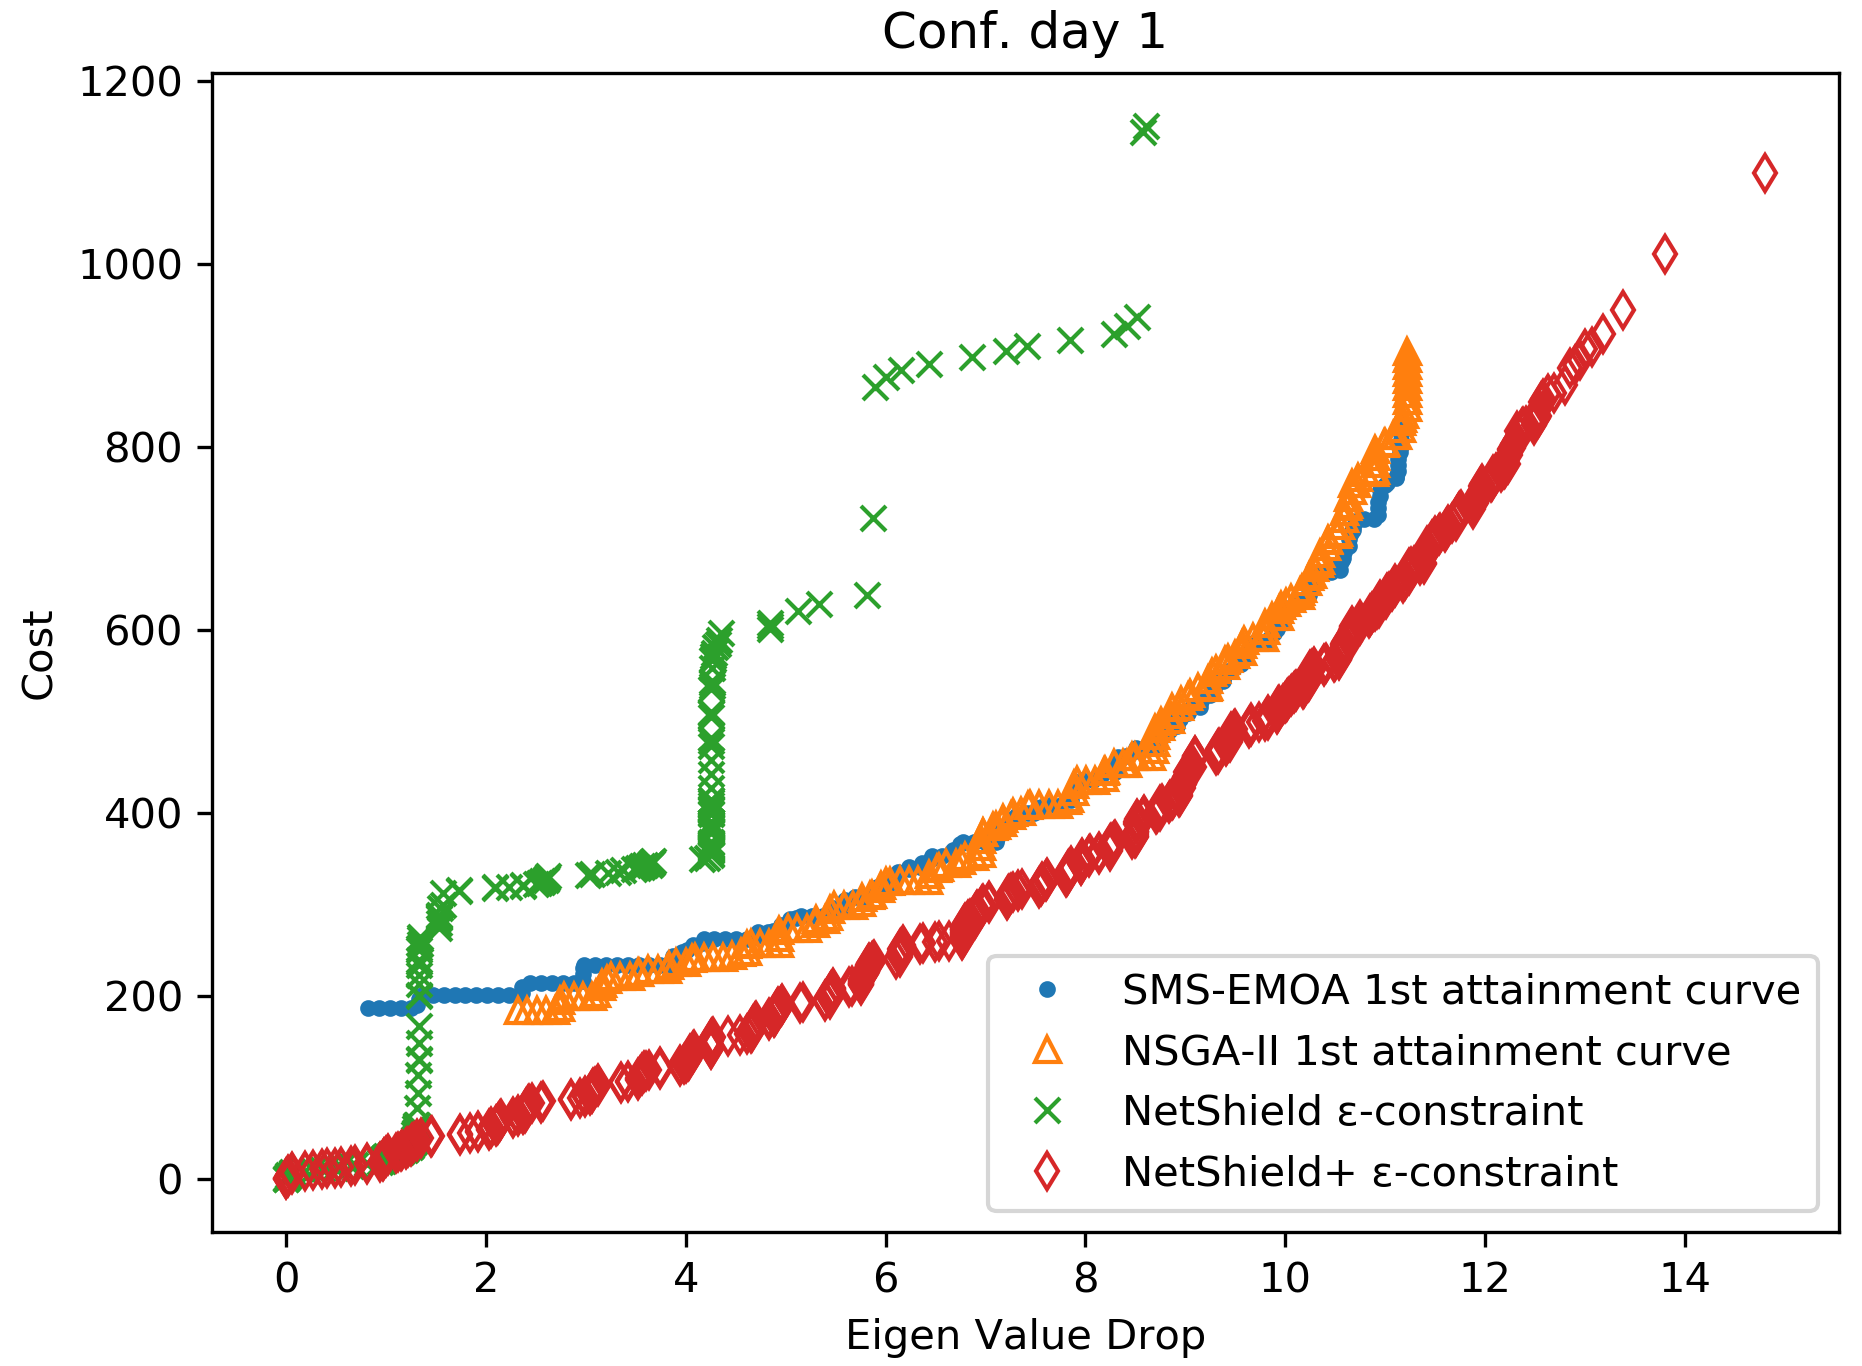 Conf. day 1
1200
1000
800
600
400
200
0
Cost
0 2 4 6 8 10 12 14
Eigen Value Drop
SMS-EMOA 1st attainment curve
NSGA-II 1st attainment curve
NetShield ε-constraint
NetShield+ ε-constraint